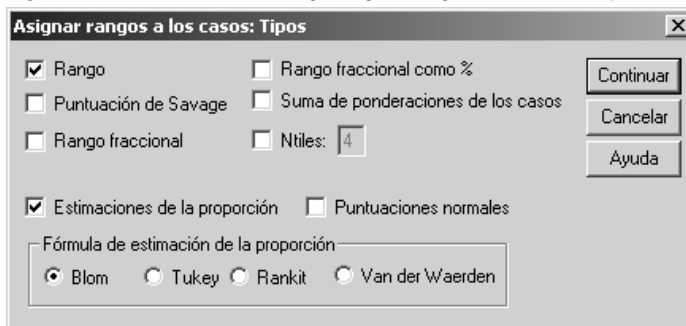 Asignar rangos a los casos: Tipos
Rango
Rango fraccional como %
Continuar
Puntuación de Savage
Suma de ponderaciones de los casos
Cancelar
Rango fraccional
Ntiles: 4
Ayuda
Estimaciones de la proporción
Puntuaciones normales
Fórmula de estimación de la proporción
Blom
Tukey
Rankit
Van der Waerden